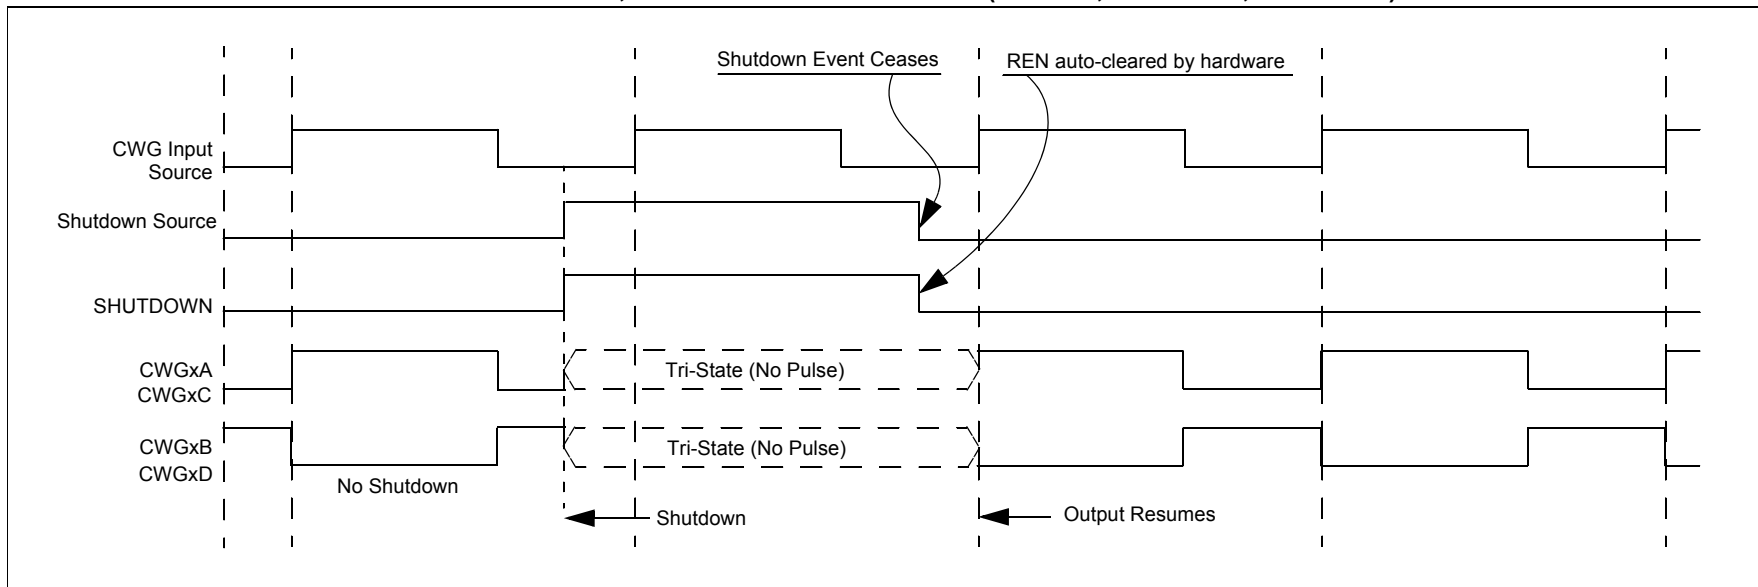 Shutdown Event Ceases
REN auto-cleared by hardware
CWG Input
Source
Shutdown Source
SHUTDOWN
CWGxA
CWGxC
Tri-State (No Pulse)
CWGxB
CWGxD
Tri-State (No Pulse)
No Shutdown
Shutdown
Output Resumes